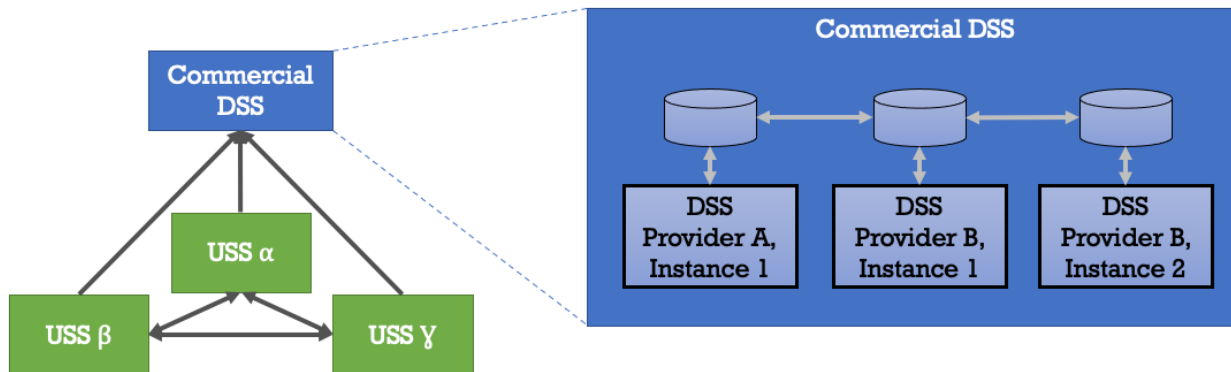 Commercial
DSS
USS α
USS β
USS Ɣ
Commercial DSS
DSS
Provider A,
Instance 1
DSS
Provider B,
Instance 1
DSS
Provider B,
Instance 2